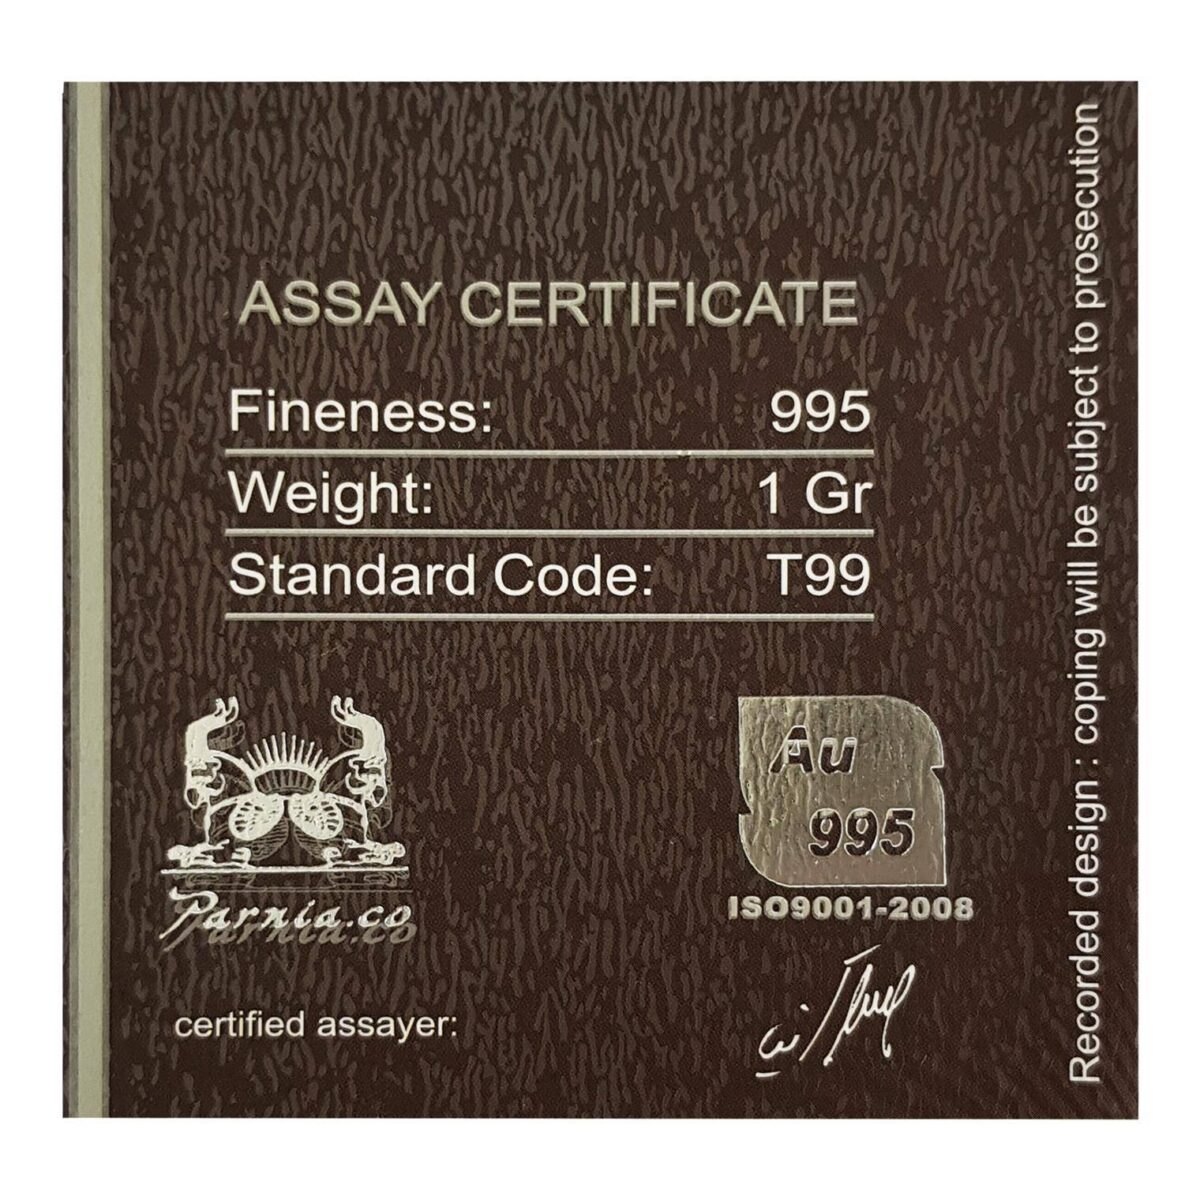 ASSAY CERTIFICATE
Fineness: 995
Weight: 1 Gr
Standard Code: T99
Parnia.co
Au
995
ISO9001-2008
certified assayer:
Recorded design : coping will be subject to prosecution